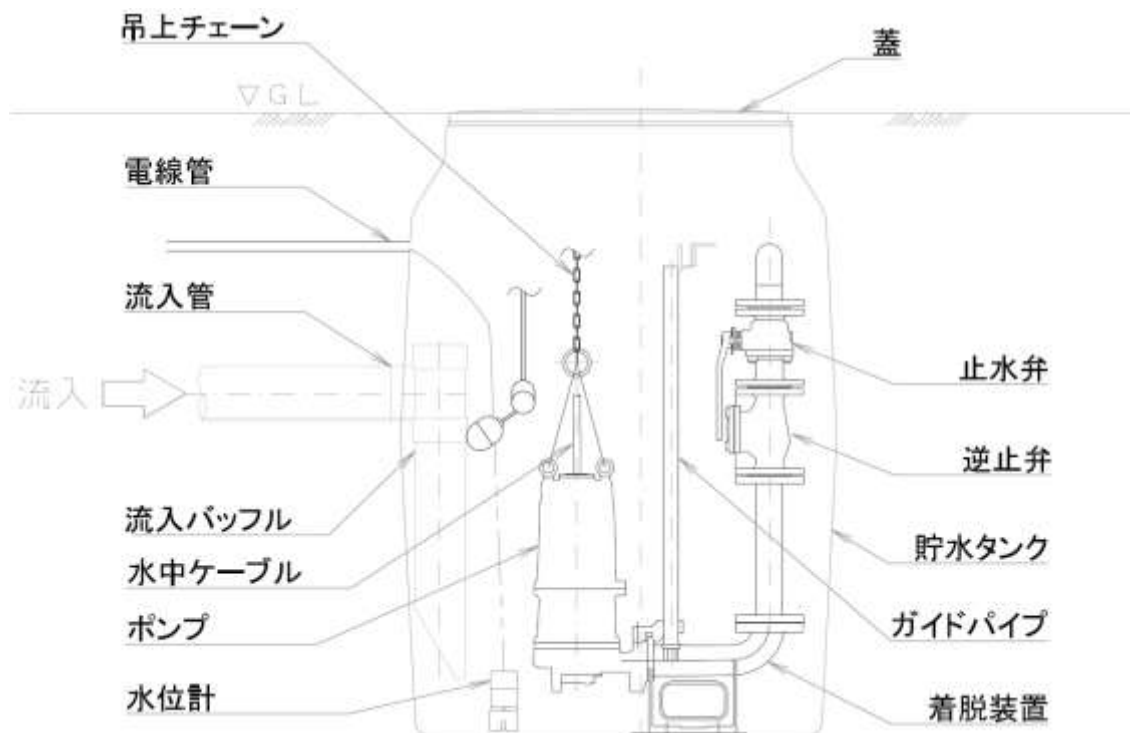 吊上チェーン
蓋
▽GL
電線管
流入管
流入
止水弁
逆止弁
流入バッフル
貯水タンク
水中ケーブル
ポンプ
ガイドパイプ
水位計
着脱装置